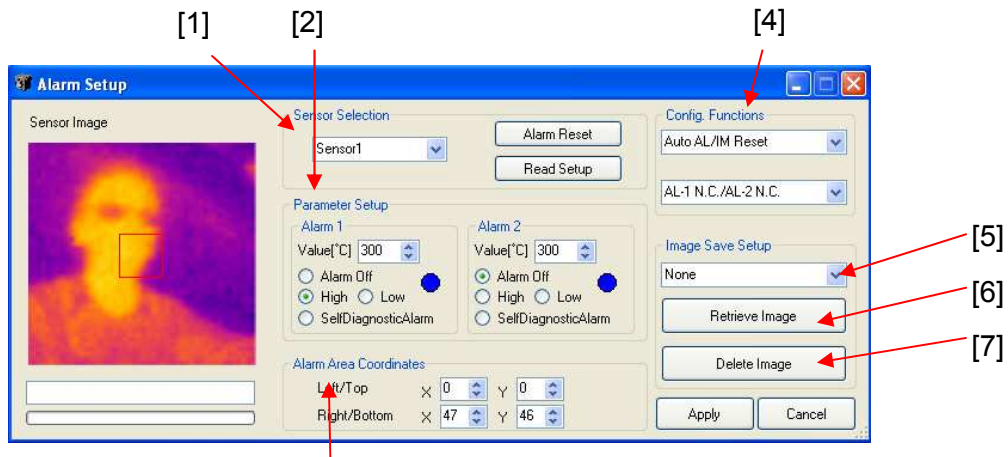 [1]
[2]
[4]
Alarm Setup
Sensor Image
Sensor Selection
Sensor1
Alarm Reset
Read Setup
Config. Functions
Auto AL/IM Reset
AL-1 N.C./AL-2 N.C.
Parameter Setup
Alarm 1
Value[°C] 300
Alarm Off
High Low
SelfDiagnosticAlarm
Alarm 2
Value[°C] 300
Alarm Off
High Low
SelfDiagnosticAlarm
Image Save Setup
None
[5]
Retrieve Image
[6]
Delete Image
[7]
Alarm Area Coordinates
Left/Top X 0 Y 0
Right/Bottom X 47 Y 46
Apply
Cancel